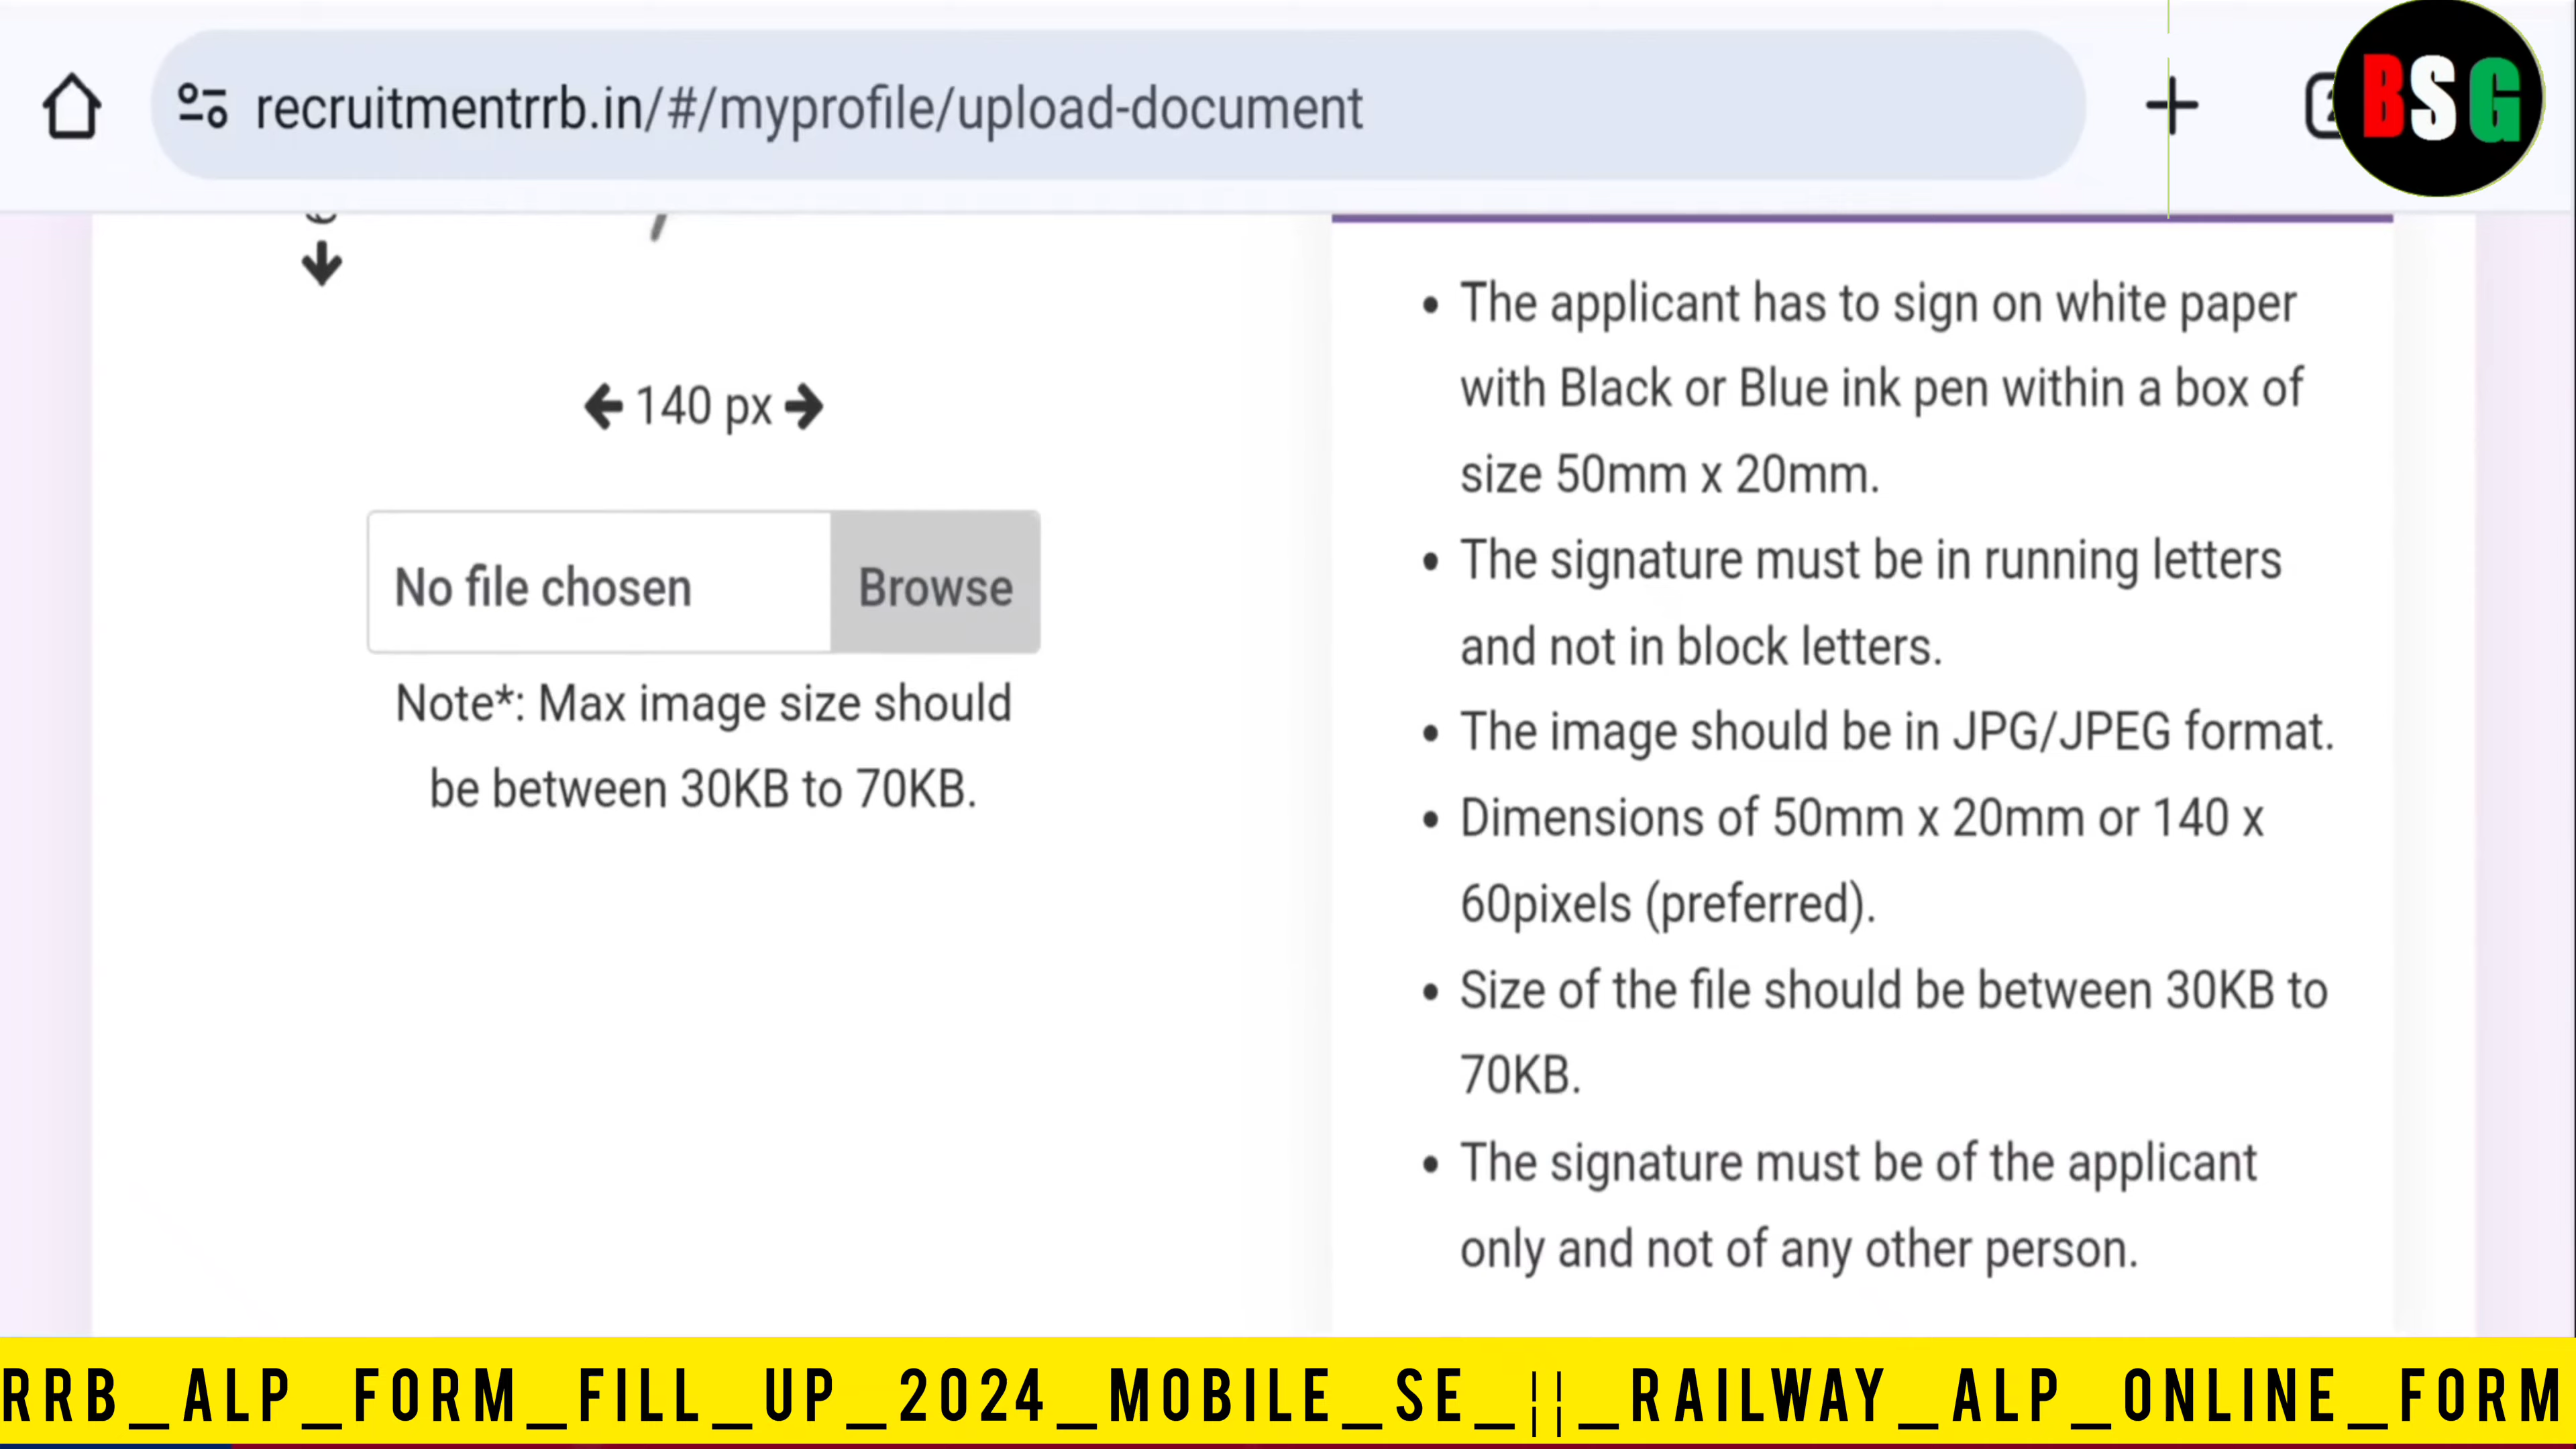 recruitmentrrb.in/#/myprofile/upload-document
BSG
140 px
No file chosen
Browse
Note*: Max image size should
be between 30KB to 70KB.
• The applicant has to sign on white paper
with Black or Blue ink pen within a box of
size 50mm x 20mm.
• The signature must be in running letters
and not in block letters.
• The image should be in JPG/JPEG format.
• Dimensions of 50mm x 20mm or 140 x
60pixels (preferred).
• Size of the file should be between 30KB to
70KB.
• The signature must be of the applicant
only and not of any other person.
RRB_ALP_FORM_FILL_UP_2024_MOBILE_SE_¦¦_RAILWAY_ALP_ONLINE_FORM